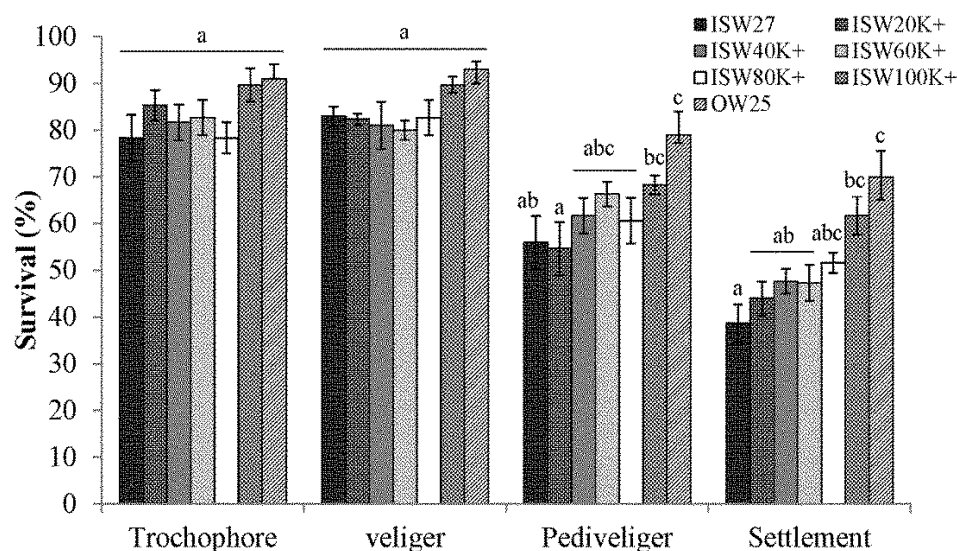 ISW27 ISW20K+
ISW40K+ ISW60K+
ISW80K+ ISW100K+
OW25
Survival (%)
100
90
80
70
60
50
40
30
20
10
0
a
a
ab
a
abc
bc
c
a
ab
abc
bc
c
Trochophore veliger Pediveliger Settlement